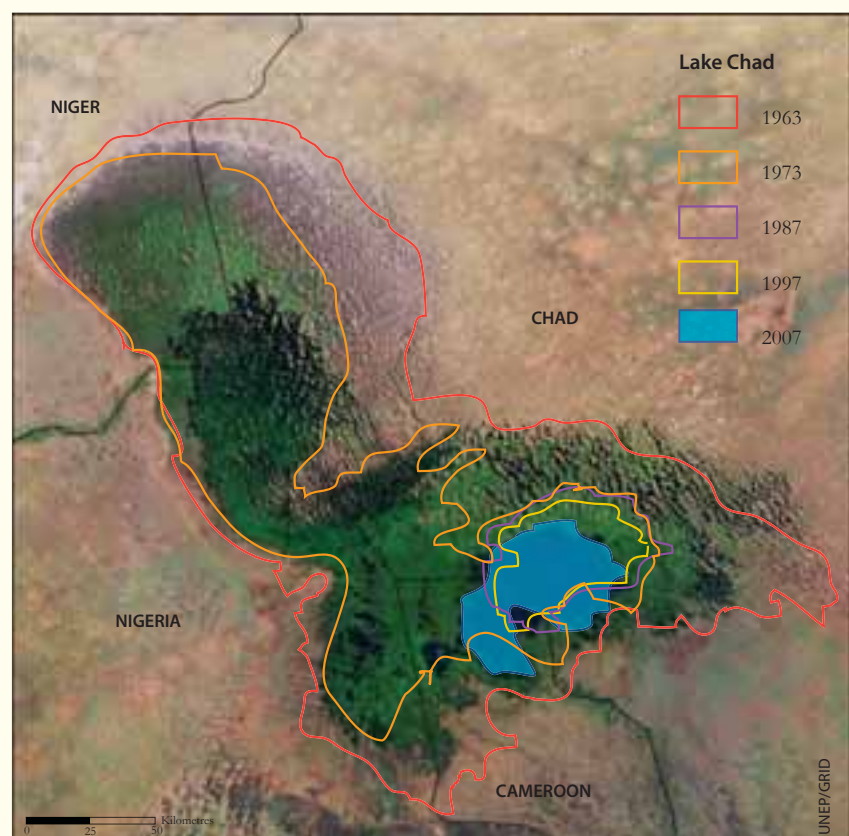 NIGER
Lake Chad
1963
1973
1987
1997
2007
CHAD
NIGERIA
CAMEROON
0 25 50 Kilometres
UNEP/GRID